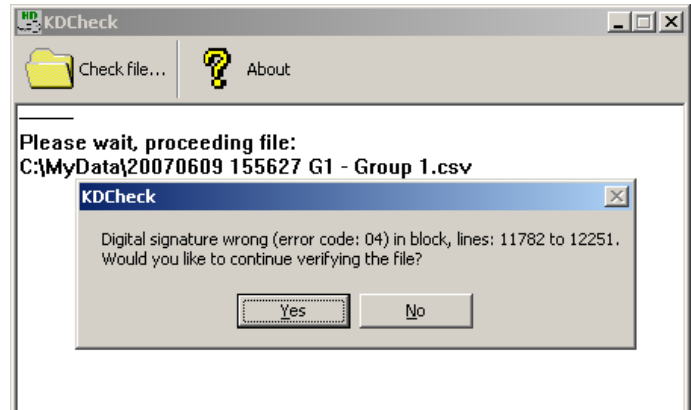 HD
KDCheck
Check file...
? About
Please wait, proceeding file:
C:\MyData\20070609 155627 G1 - Group 1.csv
KDCheck
Digital signature wrong (error code: 04) in block, lines: 11782 to 12251.
Would you like to continue verifying the file?
Yes
No